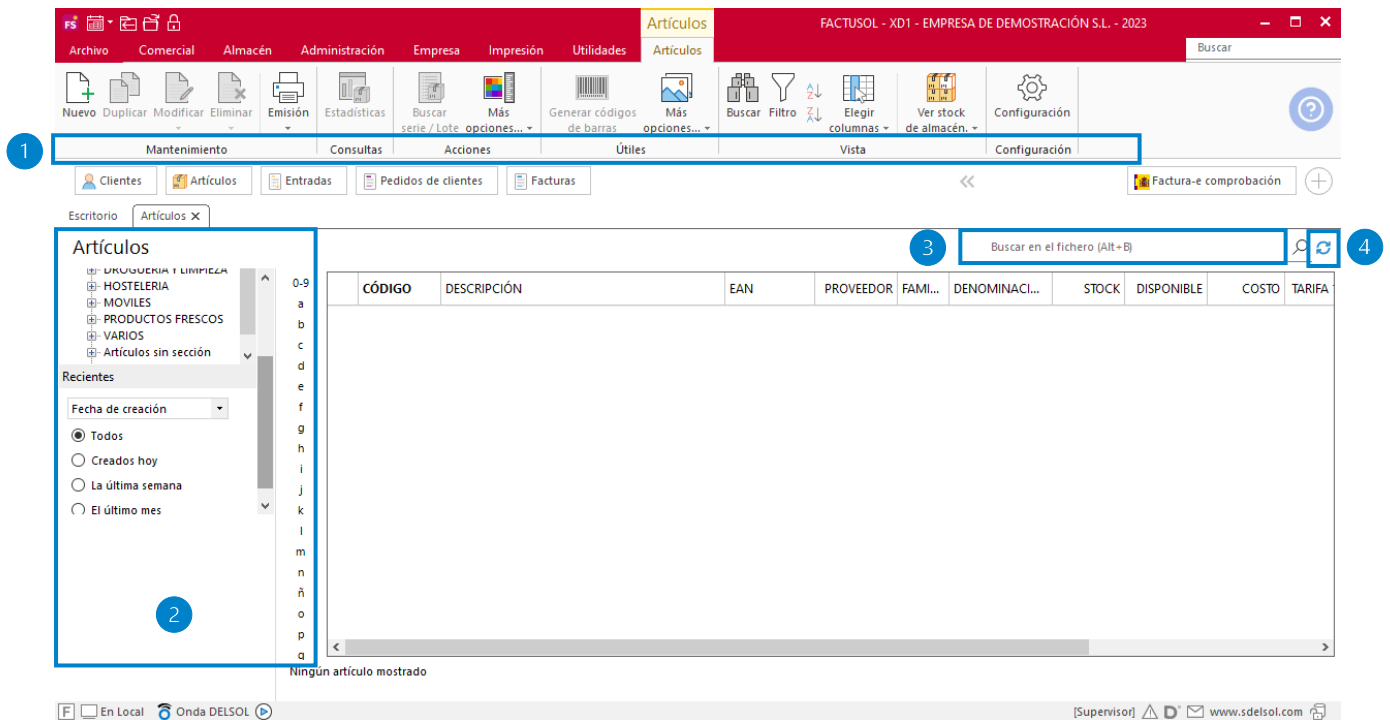 FS
Artículos
FACTUSOL - XD1 - EMPRESA DE DEMOSTRACIÓN S.L. - 2023
Archivo Comercial Almacén Administración Empresa Impresión Utilidades Artículos
Buscar
Nuevo Duplicar Modificar Eliminar Emisión Estadísticas Buscar serie / Lote Más opciones... Generar códigos de barras Más opciones... Buscar Filtro Elegir columnas Ver stock de almacén. Configuración
?
1
Mantenimiento Consultas Acciones Útiles Vista Configuración
Clientes Artículos Entradas Pedidos de clientes Facturas << Factura-e comprobación
Escritorio Artículos X
Artículos
3
Buscar en el fichero (Alt+B)
4
DROGUERIA Y LIMPIEZA
HOSTELERIA
MOVILES
PRODUCTOS FRESCOS
VARIOS
Artículos sin sección
Recientes
Fecha de creación
Todos
Creados hoy
La última semana
El último mes
2
0-9
a
b
c
d
e
f
g
h
i
j
k
l
m
n
ñ
o
p
q
CÓDIGO DESCRIPCIÓN EAN PROVEEDOR FAMI... DENOMINACI... STOCK DISPONIBLE COSTO TARIFA
Ningún artículo mostrado
F En Local Onda DELSOL
[Supervisor] D www.sdelsol.com